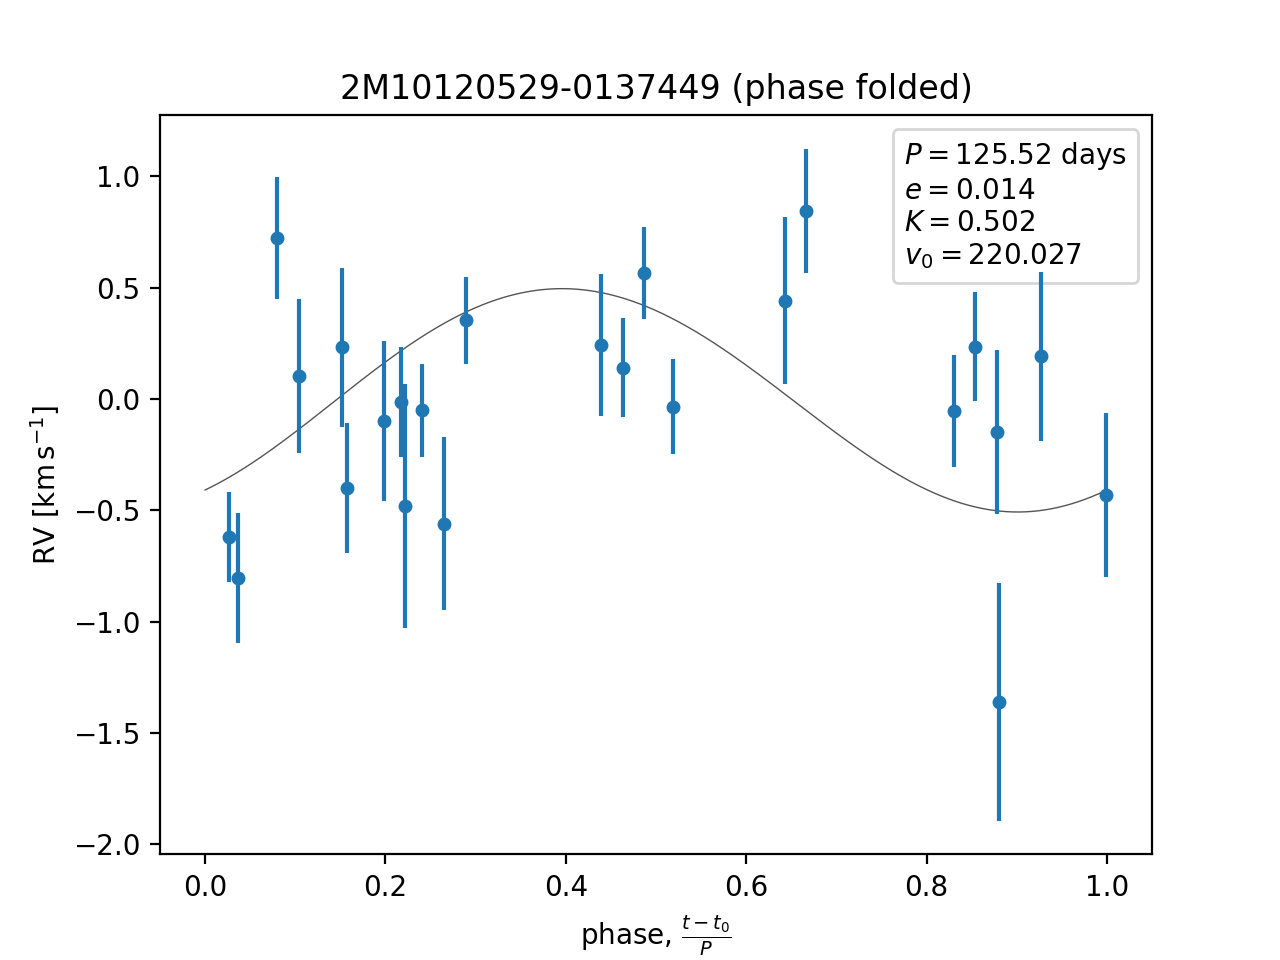 2M10120529-0137449 (phase folded)
P = 125.52 days
e = 0.014
K = 0.502
v₀ = 220.027
1.0
0.5
0.0
−0.5
−1.0
−1.5
−2.0
RV [km s⁻¹]
0.0 0.2 0.4 0.6 0.8 1.0
phase, (t − t₀)/P